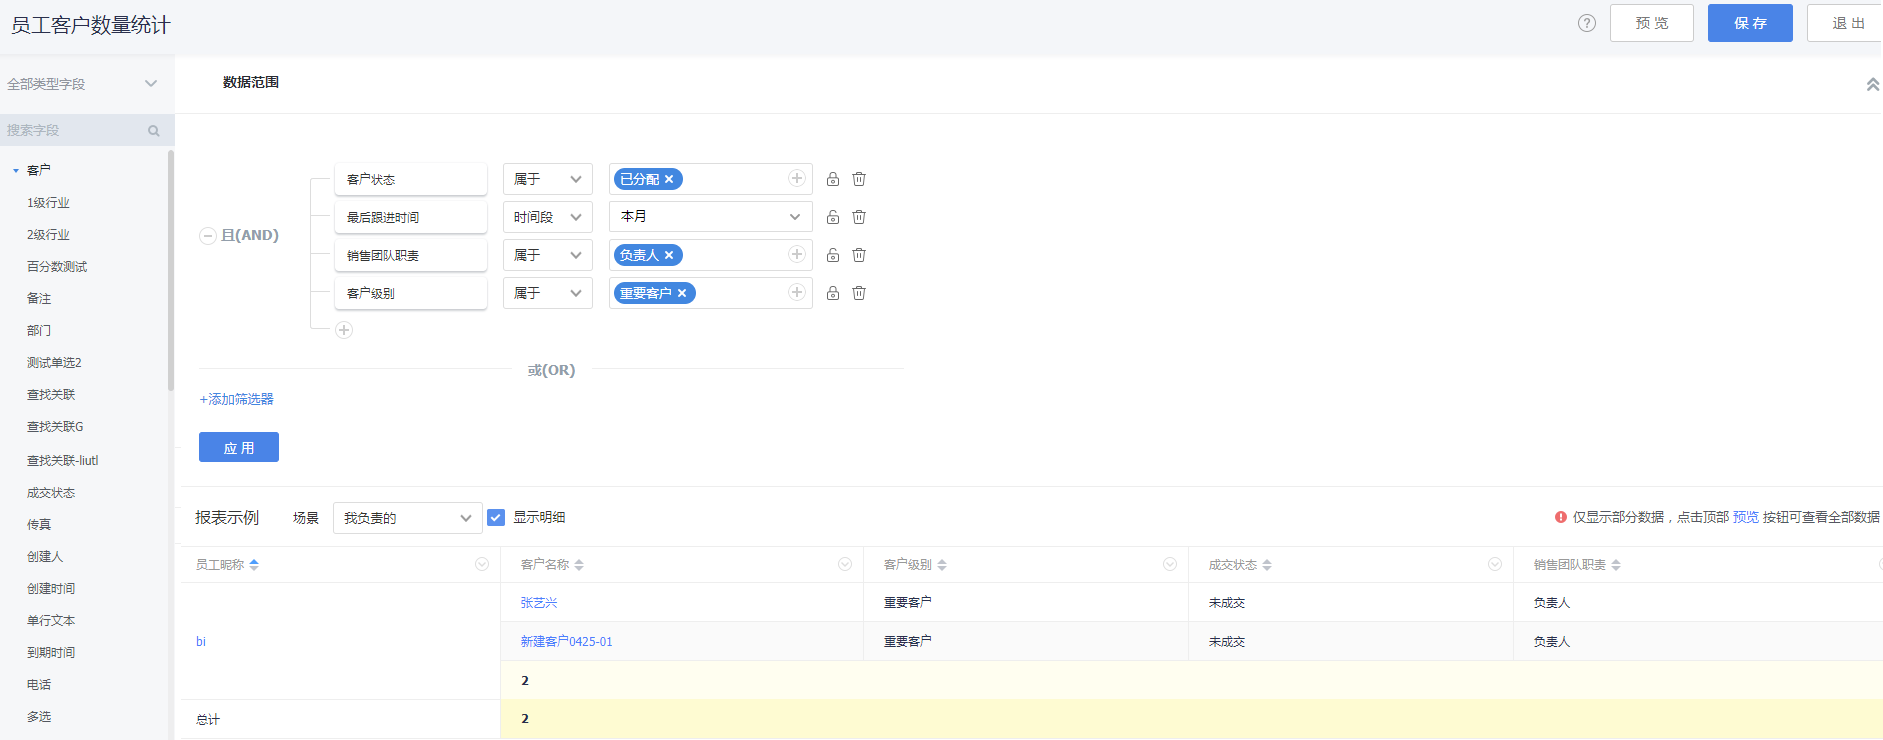 员工客户数量统计
? 预 览 保 存 退 出
全部类型字段
搜索字段
客户
1级行业
2级行业
百分数测试
备注
部门
测试单选2
查找关联
查找关联G
查找关联-liutl
成交状态
传真
创建人
创建时间
单行文本
到期时间
电话
多选
数据范围
且(AND)
客户状态 属于 已分配 ×
最后跟进时间 时间段 本月
销售团队职责 属于 负责人 ×
客户级别 属于 重要客户 ×
或(OR)
+添加筛选器
应 用
报表示例 场景 我负责的 显示明细 仅显示部分数据，点击顶部 预览 按钮可查看全部数据
员工昵称 客户名称 客户级别 成交状态 销售团队职责
bi 张艺兴 重要客户 未成交 负责人
新建客户0425-01 重要客户 未成交 负责人
2
总计 2